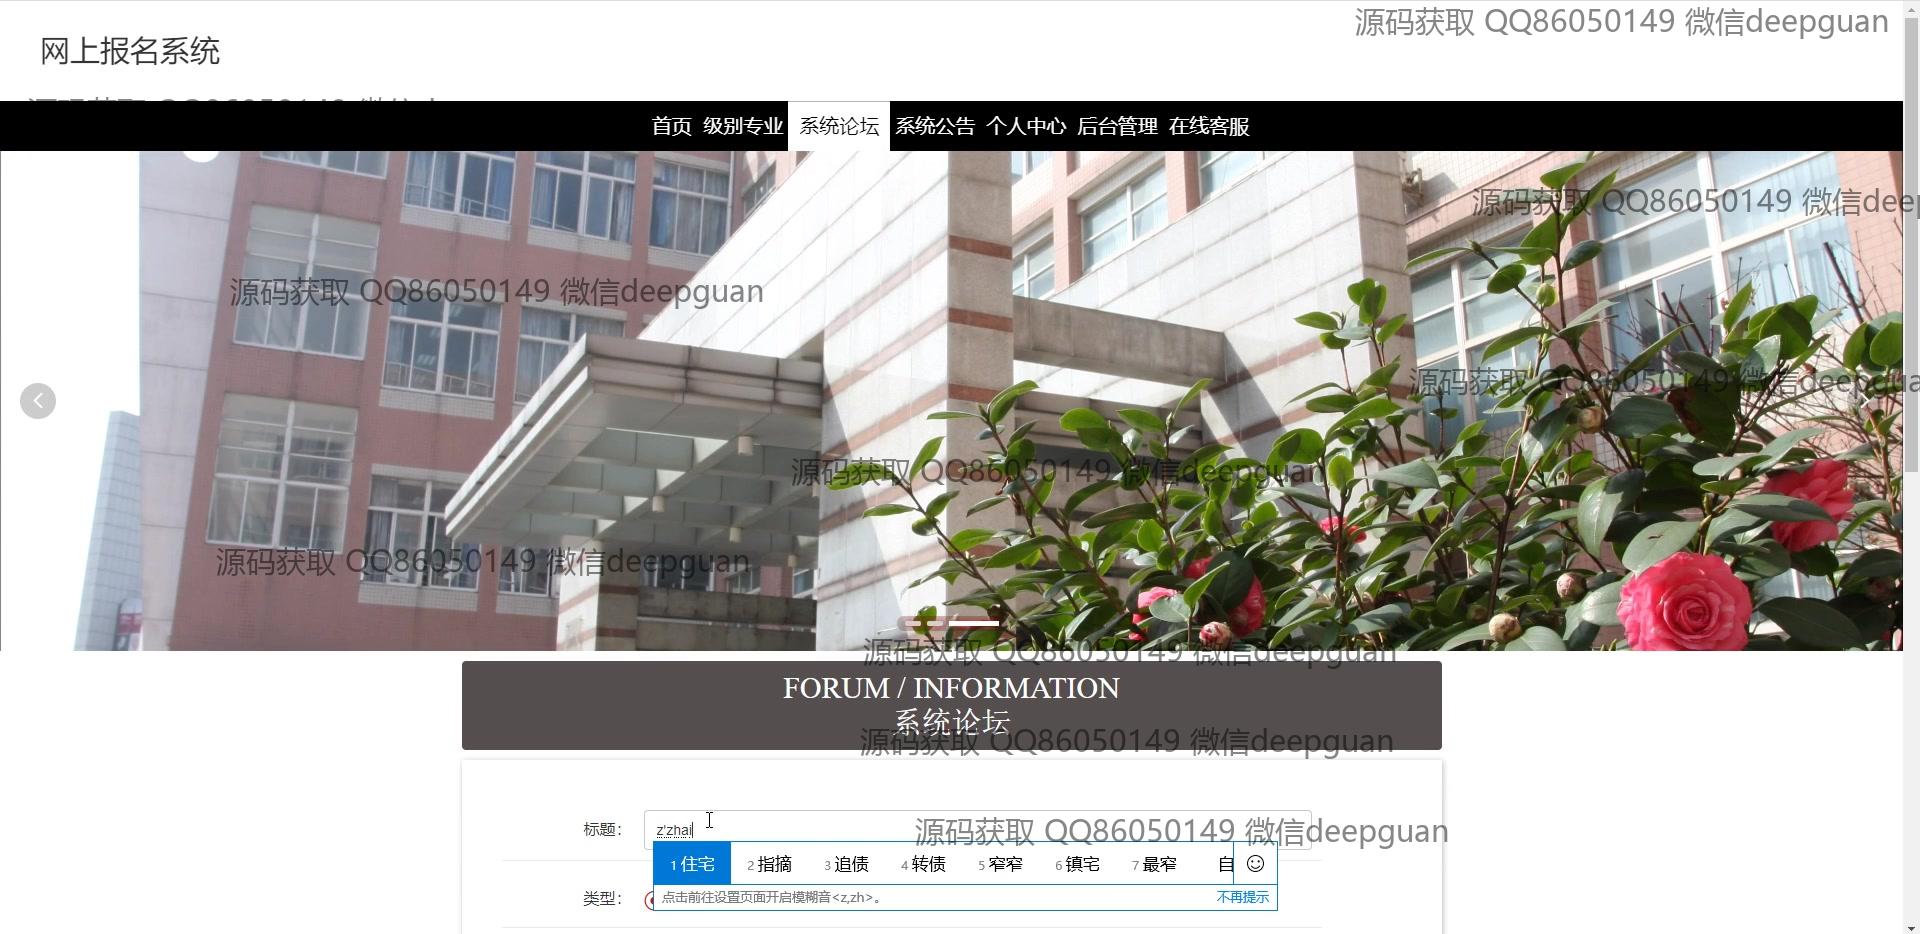 源码获取 QQ86050149 微信deepguan
网上报名系统
首页 级别专业 系统论坛 系统公告 个人中心 后台管理 在线客服
源码获取 QQ86050149 微信deep
源码获取 QQ86050149 微信deepguan
源码获取 QQ86050149 微信deepgua
源码获取 QQ86050149 微信deepguan
源码获取 QQ86050149 微信deepguan
源码获取 QQ86050149 微信deepguan
FORUM / INFORMATION
系统论坛
源码获取 QQ86050149 微信deepguan
标题：
z'zhai
源码获取 QQ86050149 微信deepguan
1 住宅 2 指摘 3 追债 4 转债 5 窄窄 6 镇宅 7 最窄 自
类型：
点击前往设置页面开启模糊音<z,zh>。 不再提示